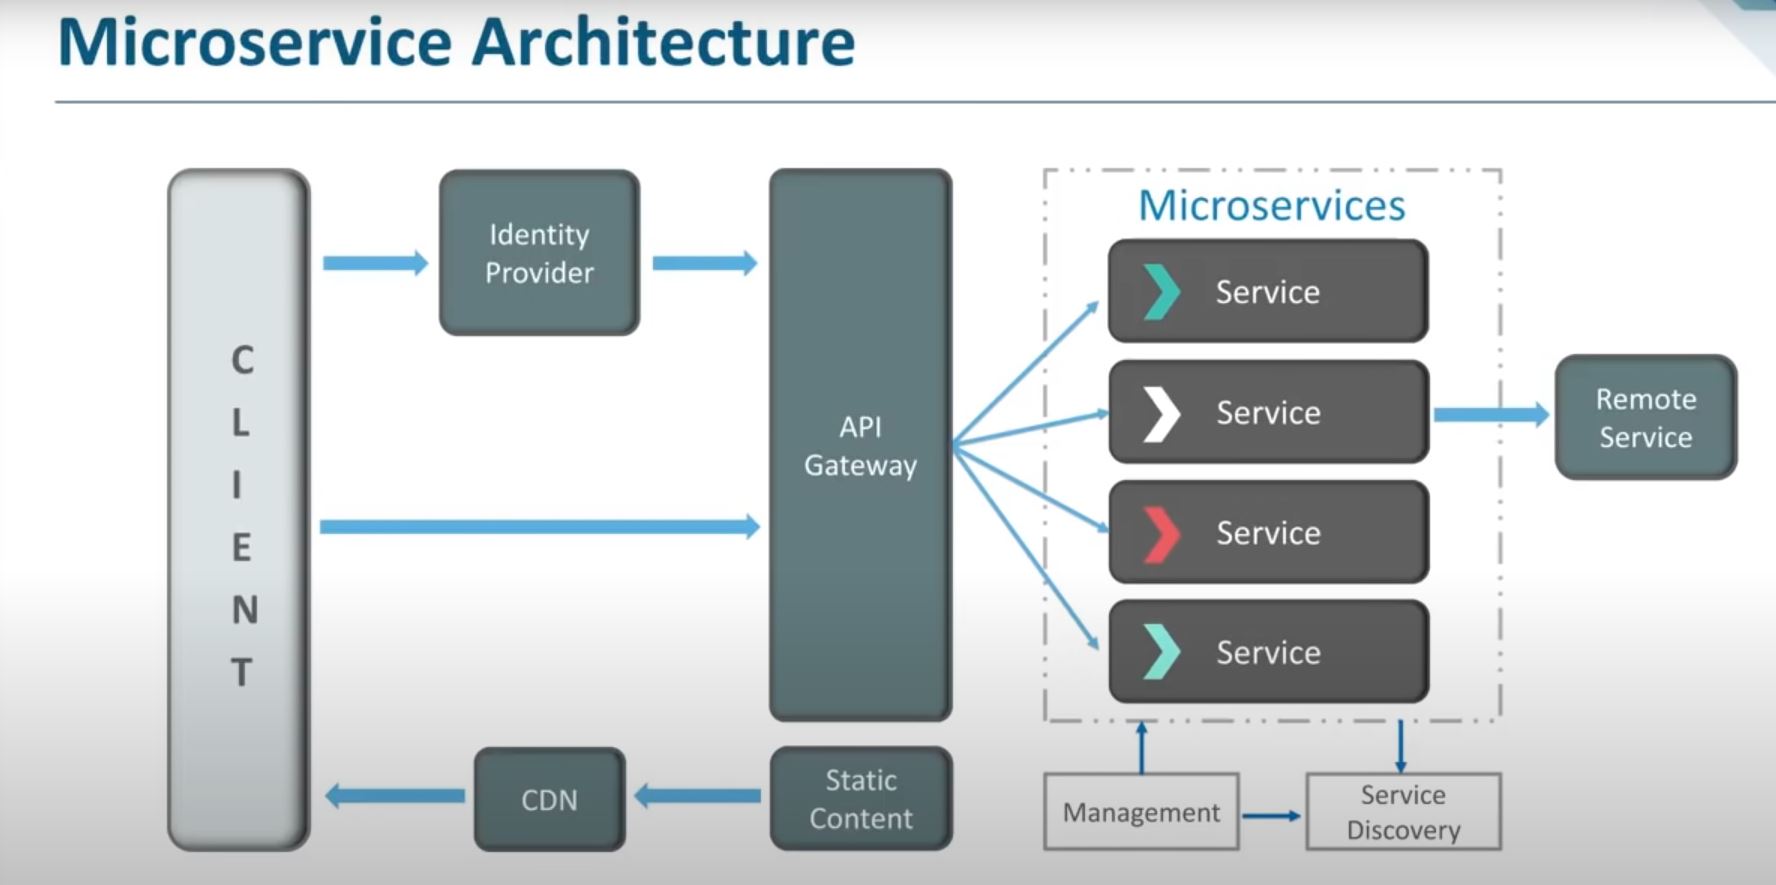 Microservice Architecture
CLIENT
Identity
Provider
API
Gateway
Microservices
Service
Service
Service
Service
Remote
Service
CDN
Static
Content
Management
Service
Discovery